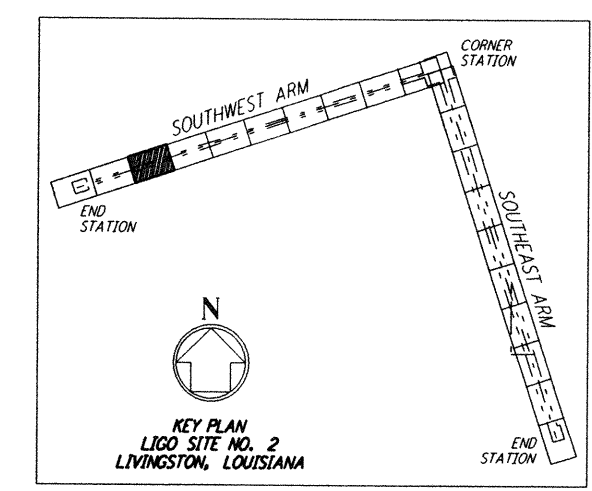 CORNER
STATION
SOUTHWEST ARM
END
STATION
SOUTHEAST ARM
N
KEY PLAN
LIGO SITE NO. 2
LIVINGSTON, LOUISIANA
END
STATION